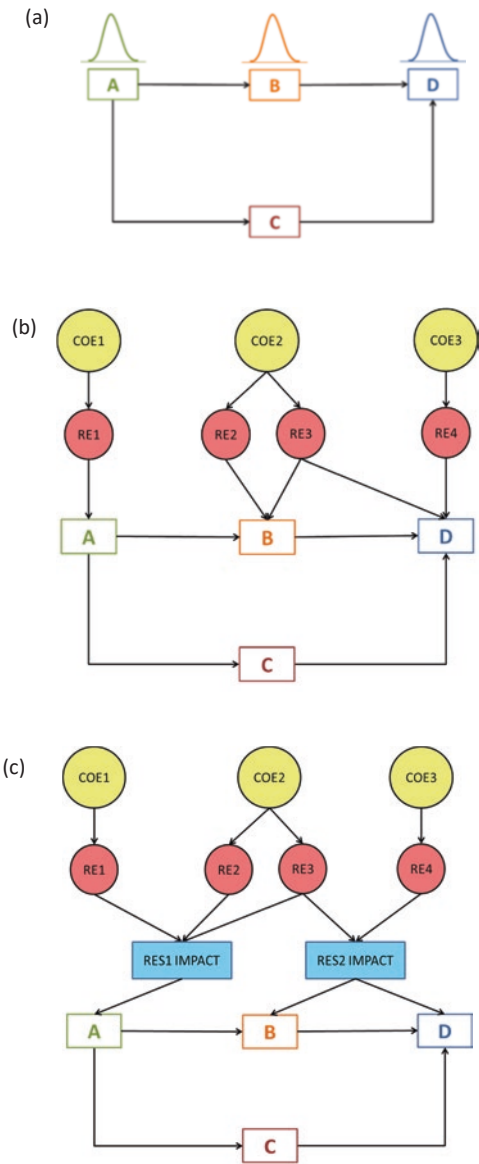 (a)
A B D
C
(b)
COE1 COE2 COE3
RE1 RE2 RE3 RE4
A B D
C
(c)
COE1 COE2 COE3
RE1 RE2 RE3 RE4
RES1 IMPACT RES2 IMPACT
A B D
C